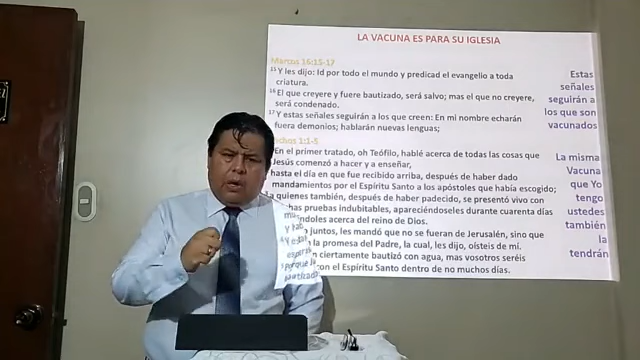 LA VACUNA ES PARA SU IGLESIA
Marcos 16:15-17
15 Y les dijo: Id por todo el mundo y predicad el evangelio a toda
criatura.
16 El que creyere y fuere bautizado, será salvo; mas el que no creyere,
será condenado.
17 Y estas señales seguirán a los que creen: En mi nombre echarán
fuera demonios; hablarán nuevas lenguas;
1:1-5
En el primer tratado, oh Teófilo, hablé acerca de todas las cosas que
Jesús comenzó a hacer y a enseñar,
hasta el día en que fue recibido arriba, después de haber dado
mandamientos por el Espíritu Santo a los apóstoles que había escogido;
a quienes también, después de haber padecido, se presentó vivo con
has pruebas indubitables, apareciéndoseles durante cuarenta días
ndoles acerca del reino de Dios.
juntos, les mandó que no se fueran de Jerusalén, sino que
la promesa del Padre, la cual, les dijo, oísteis de mí.
ciertamente bautizó con agua, mas vosotros seréis
con el Espíritu Santo dentro de no muchos días.
Estas
señales
seguirán a
los que son
vacunados
La misma
Vacuna
que Yo
tengo
ustedes
también
la
tendrán